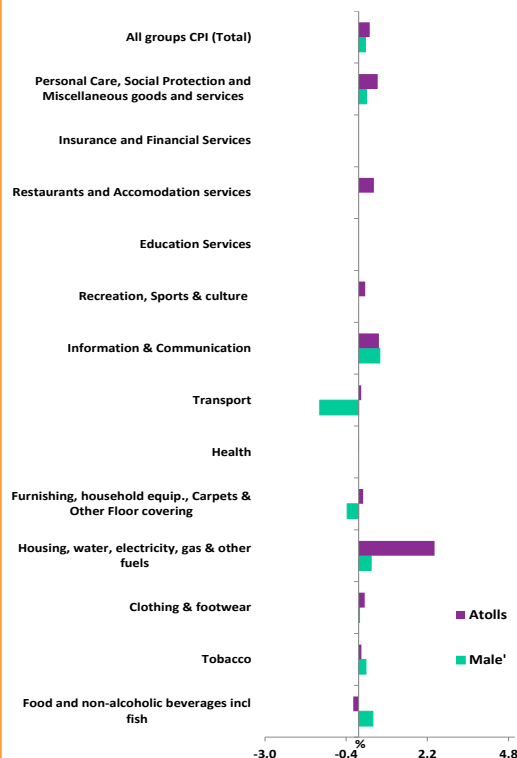 All groups CPI (Total)
Personal Care, Social Protection and
Miscellaneous goods and services
Insurance and Financial Services
Restaurants and Accomodation services
Education Services
Recreation, Sports & culture
Information & Communication
Transport
Health
Furnishing, household equip., Carpets &
Other Floor covering
Housing, water, electricity, gas & other
fuels
Clothing & footwear
Atolls
Tobacco
Male'
Food and non-alcoholic beverages incl
fish
%
-3.0 -0.4 2.2 4.8